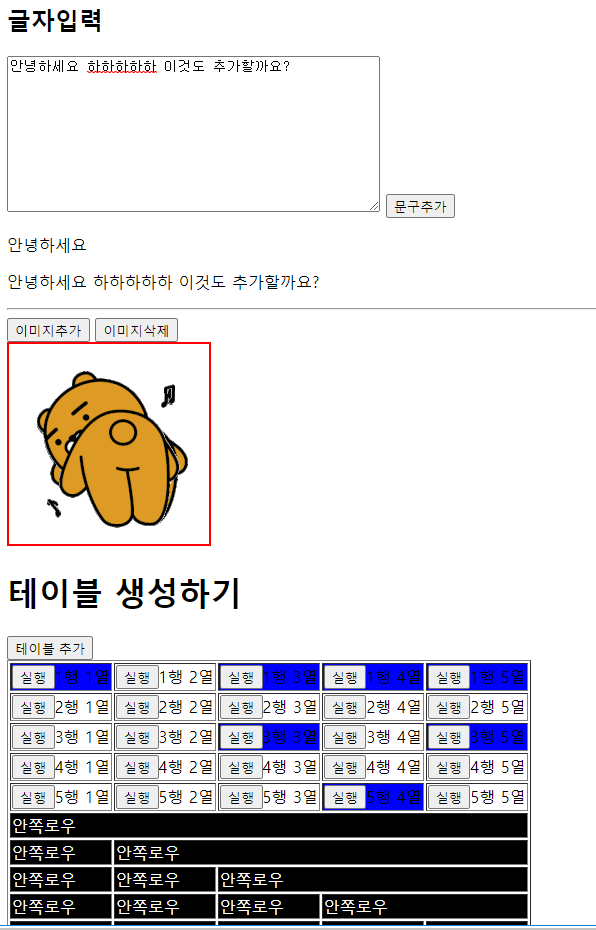 글자입력
안녕하세요 하하하하하 이것도 추가할까요?
문구추가
안녕하세요
안녕하세요 하하하하하 이것도 추가할까요?
이미지추가 이미지삭제
테이블 생성하기
테이블 추가
실행 1행 1열 실행 1행 2열 실행 1행 3열 실행 1행 4열 실행 1행 5열
실행 2행 1열 실행 2행 2열 실행 2행 3열 실행 2행 4열 실행 2행 5열
실행 3행 1열 실행 3행 2열 실행 3행 3열 실행 3행 4열 실행 3행 5열
실행 4행 1열 실행 4행 2열 실행 4행 3열 실행 4행 4열 실행 4행 5열
실행 5행 1열 실행 5행 2열 실행 5행 3열 실행 5행 4열 실행 5행 5열
안쪽로우
안쪽로우 안쪽로우
안쪽로우 안쪽로우 안쪽로우
안쪽로우 안쪽로우 안쪽로우 안쪽로우